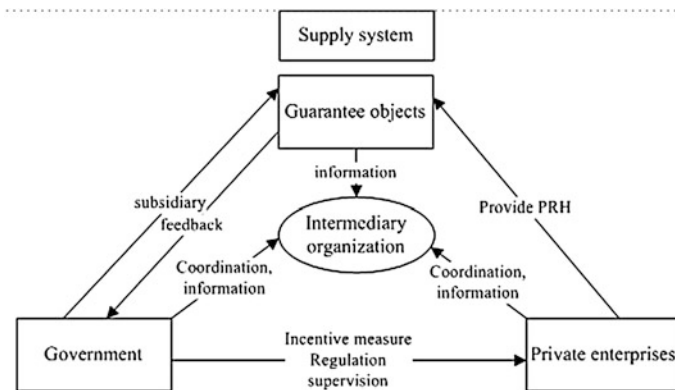 Supply system
Guarantee objects
information
subsidiary
feedback
Provide PRH
Intermediary
organization
Coordination,
information
Coordination,
information
Government
Incentive measure
Regulation
supervision
Private enterprises